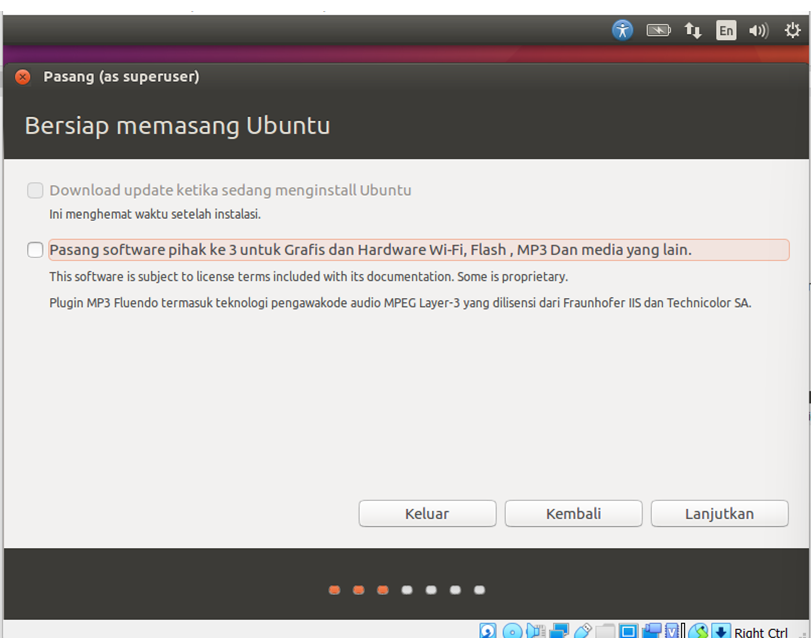 En
Pasang (as superuser)
Bersiap memasang Ubuntu
Download update ketika sedang menginstall Ubuntu
Ini menghemat waktu setelah instalasi.
Pasang software pihak ke 3 untuk Grafis dan Hardware Wi-Fi, Flash , MP3 Dan media yang lain.
This software is subject to license terms included with its documentation. Some is proprietary.
Plugin MP3 Fluendo termasuk teknologi pengawakode audio MPEG Layer-3 yang dilisensi dari Fraunhofer IIS dan Technicolor SA.
Keluar Kembali Lanjutkan
Right Ctrl